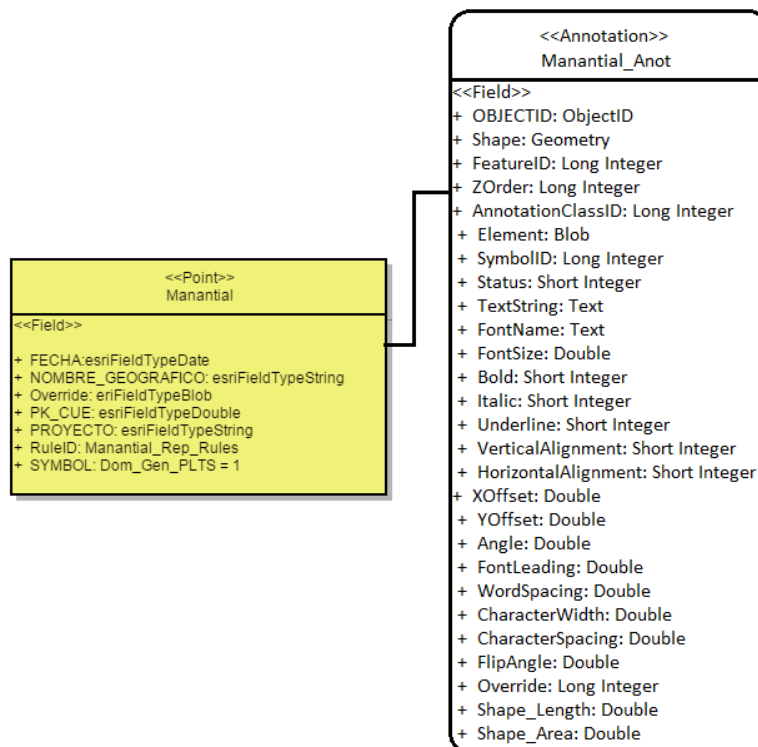 <<Annotation>>
Manantial_Anot
<<Field>>
+ OBJECTID: ObjectID
+ Shape: Geometry
+ FeatureID: Long Integer
+ ZOrder: Long Integer
+ AnnotationClassID: Long Integer
+ Element: Blob
+ SymbolID: Long Integer
+ Status: Short Integer
+ TextString: Text
+ FontName: Text
+ FontSize: Double
+ Bold: Short Integer
+ Italic: Short Integer
+ Underline: Short Integer
+ VerticalAlignment: Short Integer
+ HorizontalAlignment: Short Integer
+ XOffset: Double
+ YOffset: Double
+ Angle: Double
+ FontLeading: Double
+ WordSpacing: Double
+ CharacterWidth: Double
+ CharacterSpacing: Double
+ FlipAngle: Double
+ Override: Long Integer
+ Shape_Length: Double
+ Shape_Area: Double
<<Point>>
Manantial
<<Field>>
+ FECHA:esriFieldTypeDate
+ NOMBRE_GEOGRAFICO: esriFieldTypeString
+ Override: eriFieldTypeBlob
+ PK_CUE: esriFieldTypeDouble
+ PROYECTO: esriFieldTypeString
+ RuleID: Manantial_Rep_Rules
+ SYMBOL: Dom_Gen_PLTS = 1